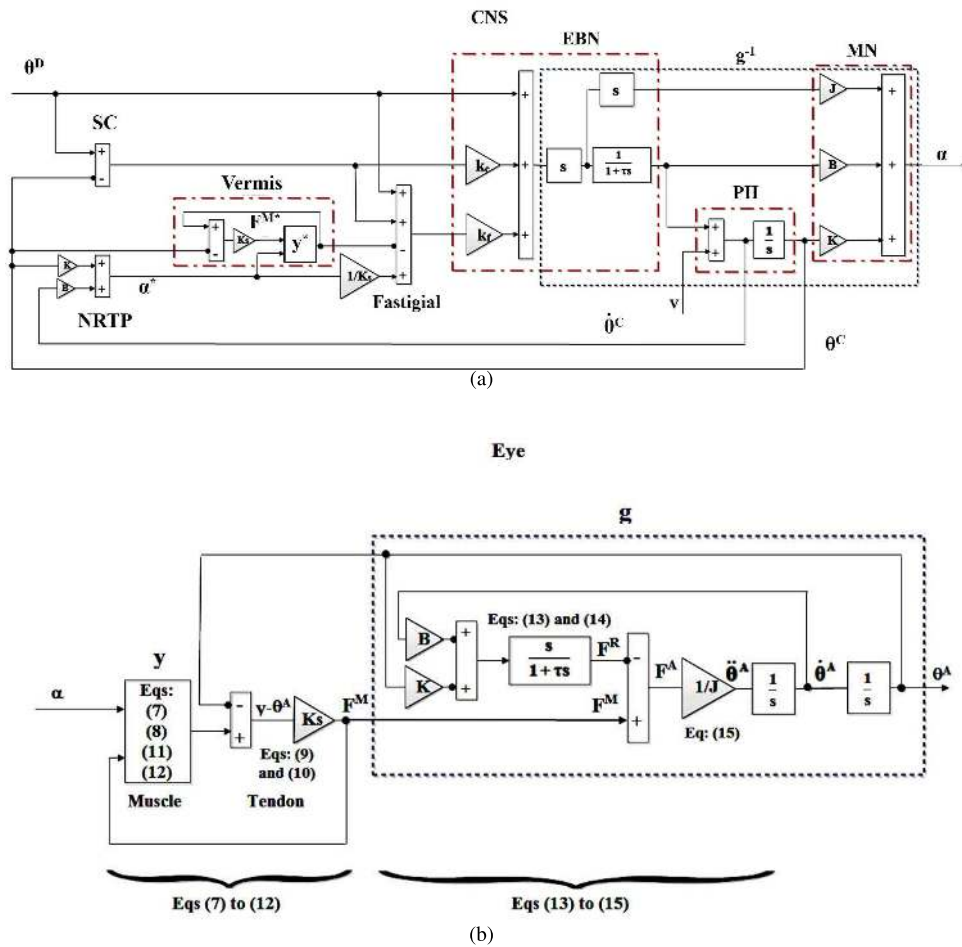 CNS
EBN
θᴰ
g⁻¹
MN
SC
s
J
+
+
+
-
kc
+
s
1
1+τs
B
+
α
Vermis
Fᴹ*
PH
+
-
Ks
y*
+
+
-
+
kf
+
+
+
1
s
K
+
K
B
+
+
α*
1/Ks
Fastigial
NRTP
v
θ̇ᶜ
θᶜ
(a)
Eye
g
B
K
+
+
Eqs: (13) and (14)
s
1 + τs
Fᴿ
-
+
Fᴬ
1/J
Eq: (15)
θ̈ᴬ
1
s
θ̇ᴬ
1
s
θᴬ
y
α
Eqs:
(7)
(8)
(11)
(12)
Muscle
-
+
y-θᴬ
Ks
Fᴹ
Fᴹ
Eqs: (9)
and (10)
Tendon
Eqs (7) to (12)
Eqs (13) to (15)
(b)